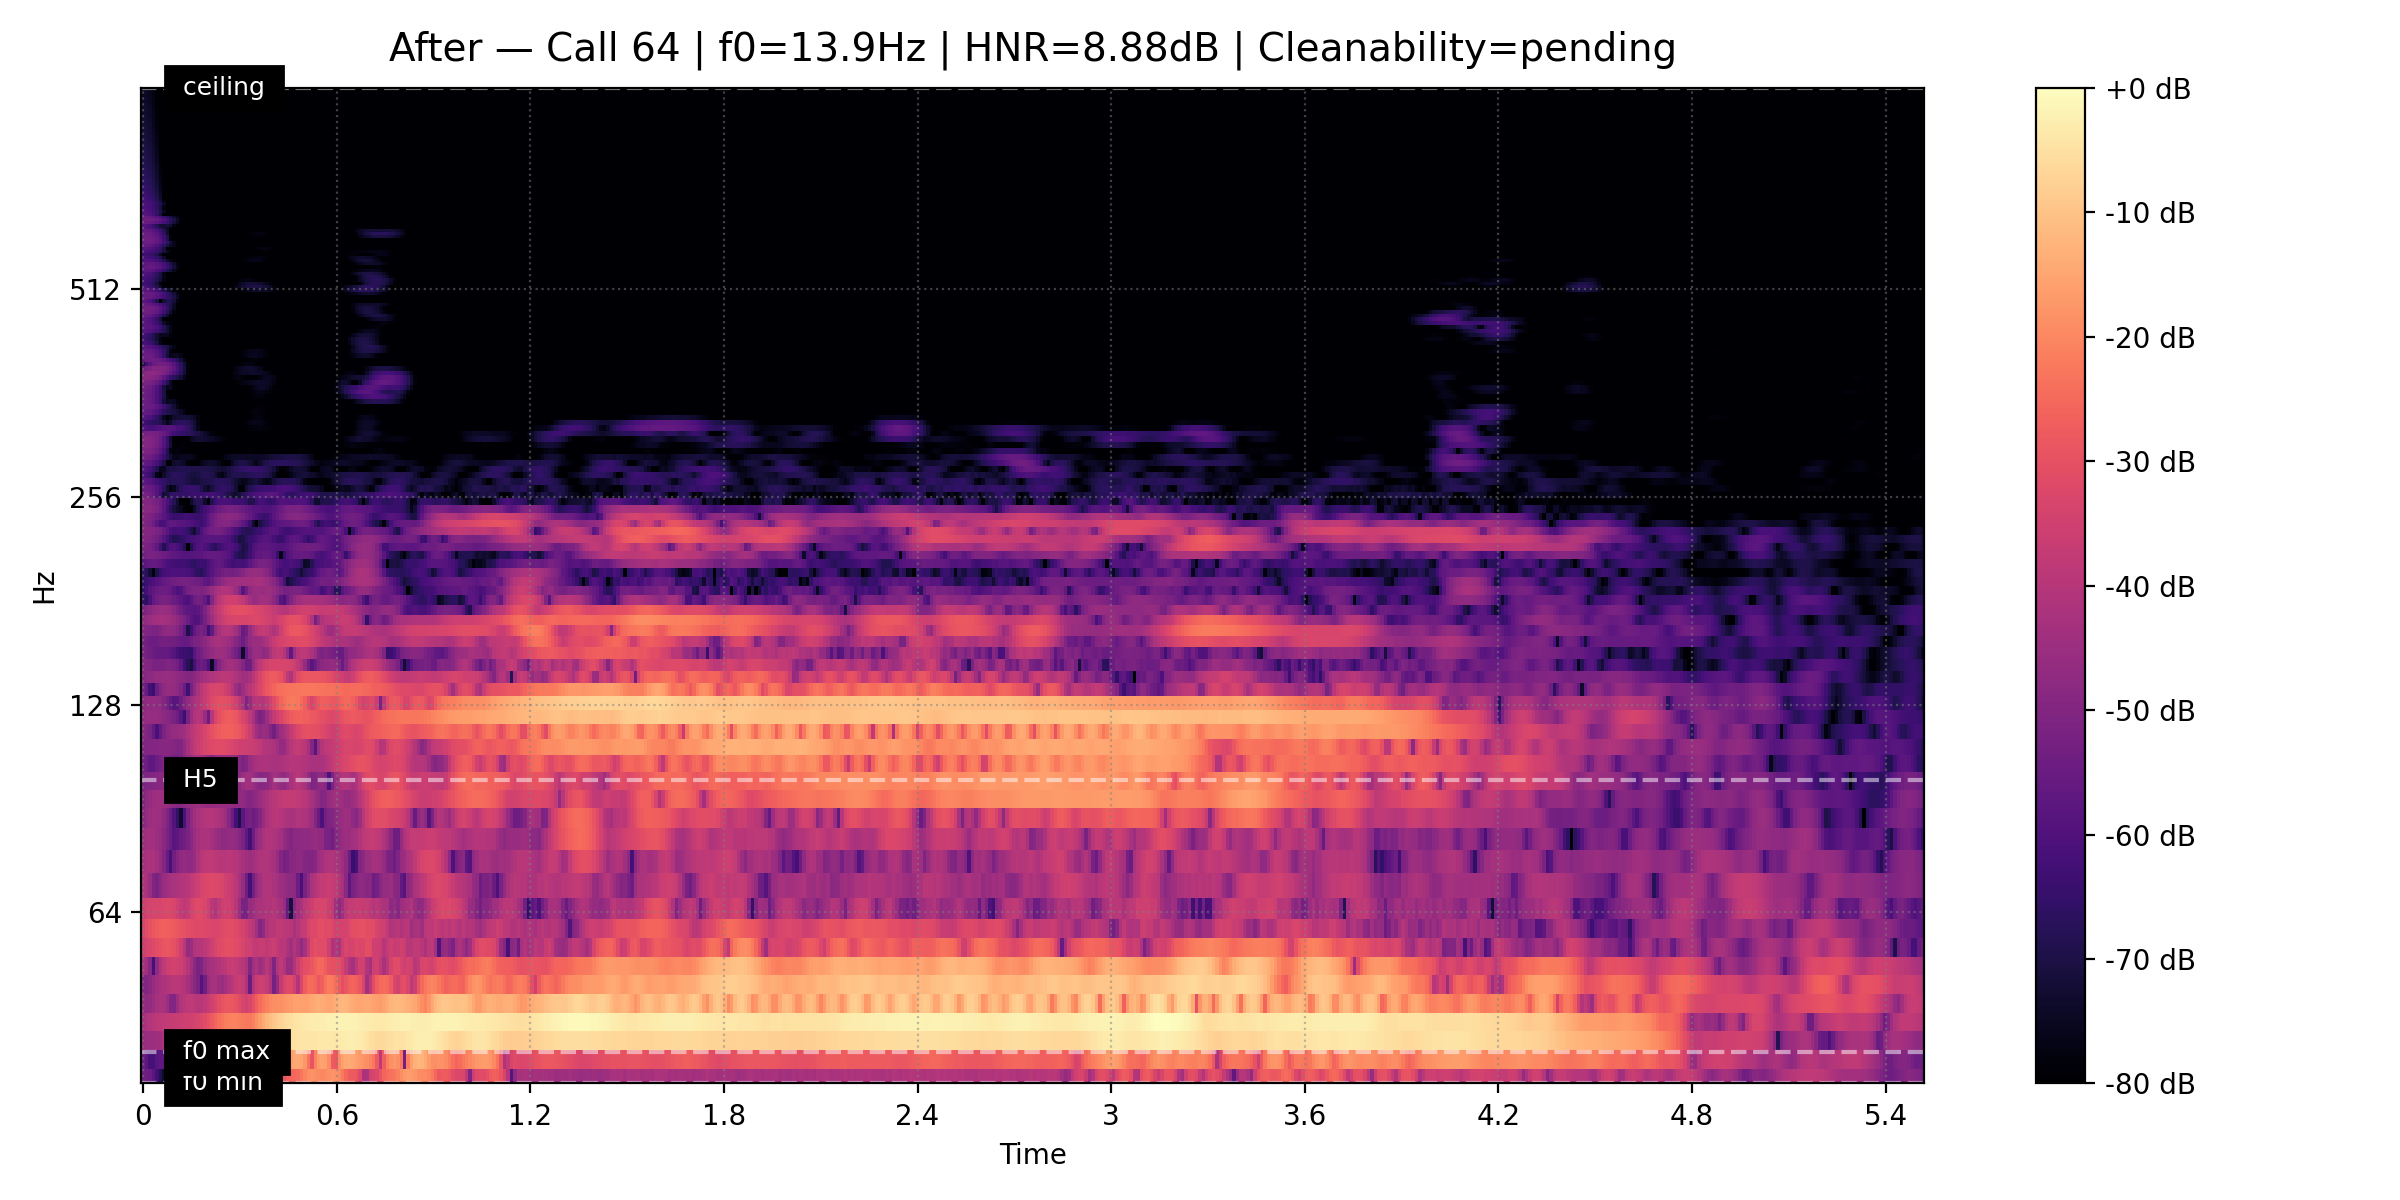 After — Call 64 | f0=13.9Hz | HNR=8.88dB | Cleanability=pending
ceiling
+0 dB
-10 dB
512
-20 dB
-30 dB
256
-40 dB
Hz
128
-50 dB
H5
-60 dB
64
-70 dB
f0 max
f0 min
-80 dB
0 0.6 1.2 1.8 2.4 3 3.6 4.2 4.8 5.4
Time